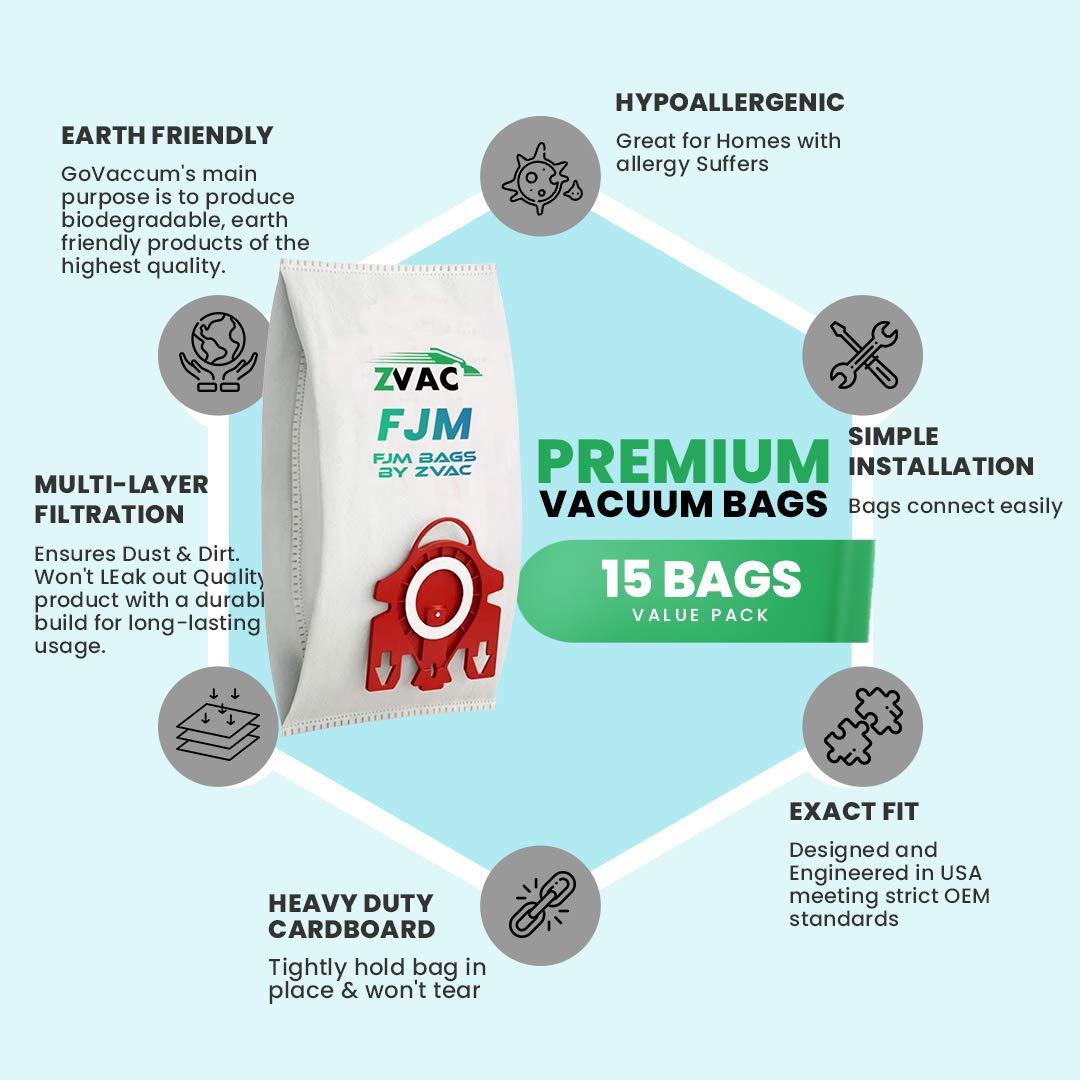 HYPOALLERGENIC
Great for Homes with
allergy Suffers
EARTH FRIENDLY
GoVaccum's main
purpose is to produce
biodegradable, earth
friendly products of the
highest quality.
ZVAC
FJM
FJM BAGS
BY ZVAC
PREMIUM
VACUUM BAGS
15 BAGS
VALUE PACK
SIMPLE
INSTALLATION
Bags connect easily
MULTI-LAYER
FILTRATION
Ensures Dust & Dirt.
Won't LEak out Quality
product with a durabl
build for long-lasting
usage.
EXACT FIT
Designed and
Engineered in USA
meeting strict OEM
standards
HEAVY DUTY
CARDBOARD
Tightly hold bag in
place & won't tear